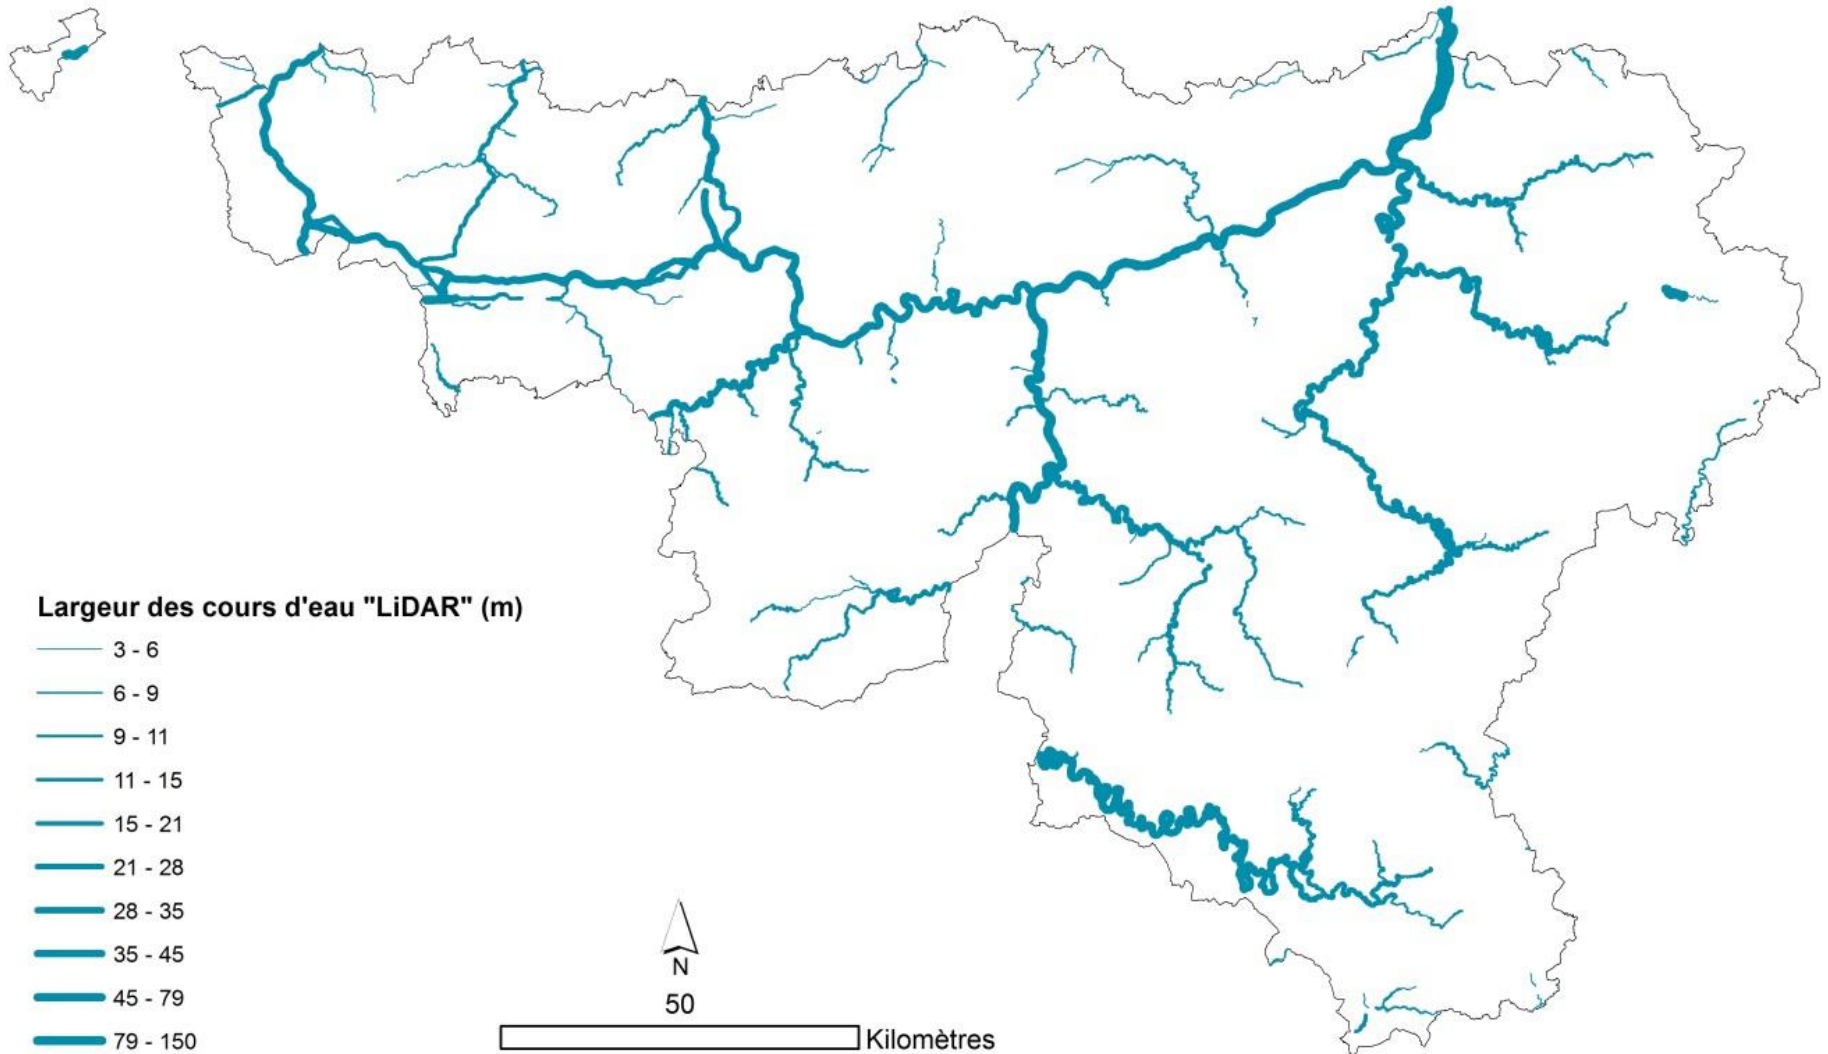 Largeur des cours d'eau "LiDAR" (m)
3 - 6
6 - 9
9 - 11
11 - 15
15 - 21
21 - 28
28 - 35
35 - 45
45 - 79
79 - 150
N
50
Kilomètres